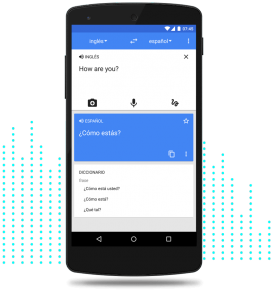 07:40
inglés español
INGLÉS
How are you?
ESPAÑOL
¿Cómo estás?
DICCIONARIO
Frase
¿Cómo está usted?
¿Cómo está?
¿Qué tal?